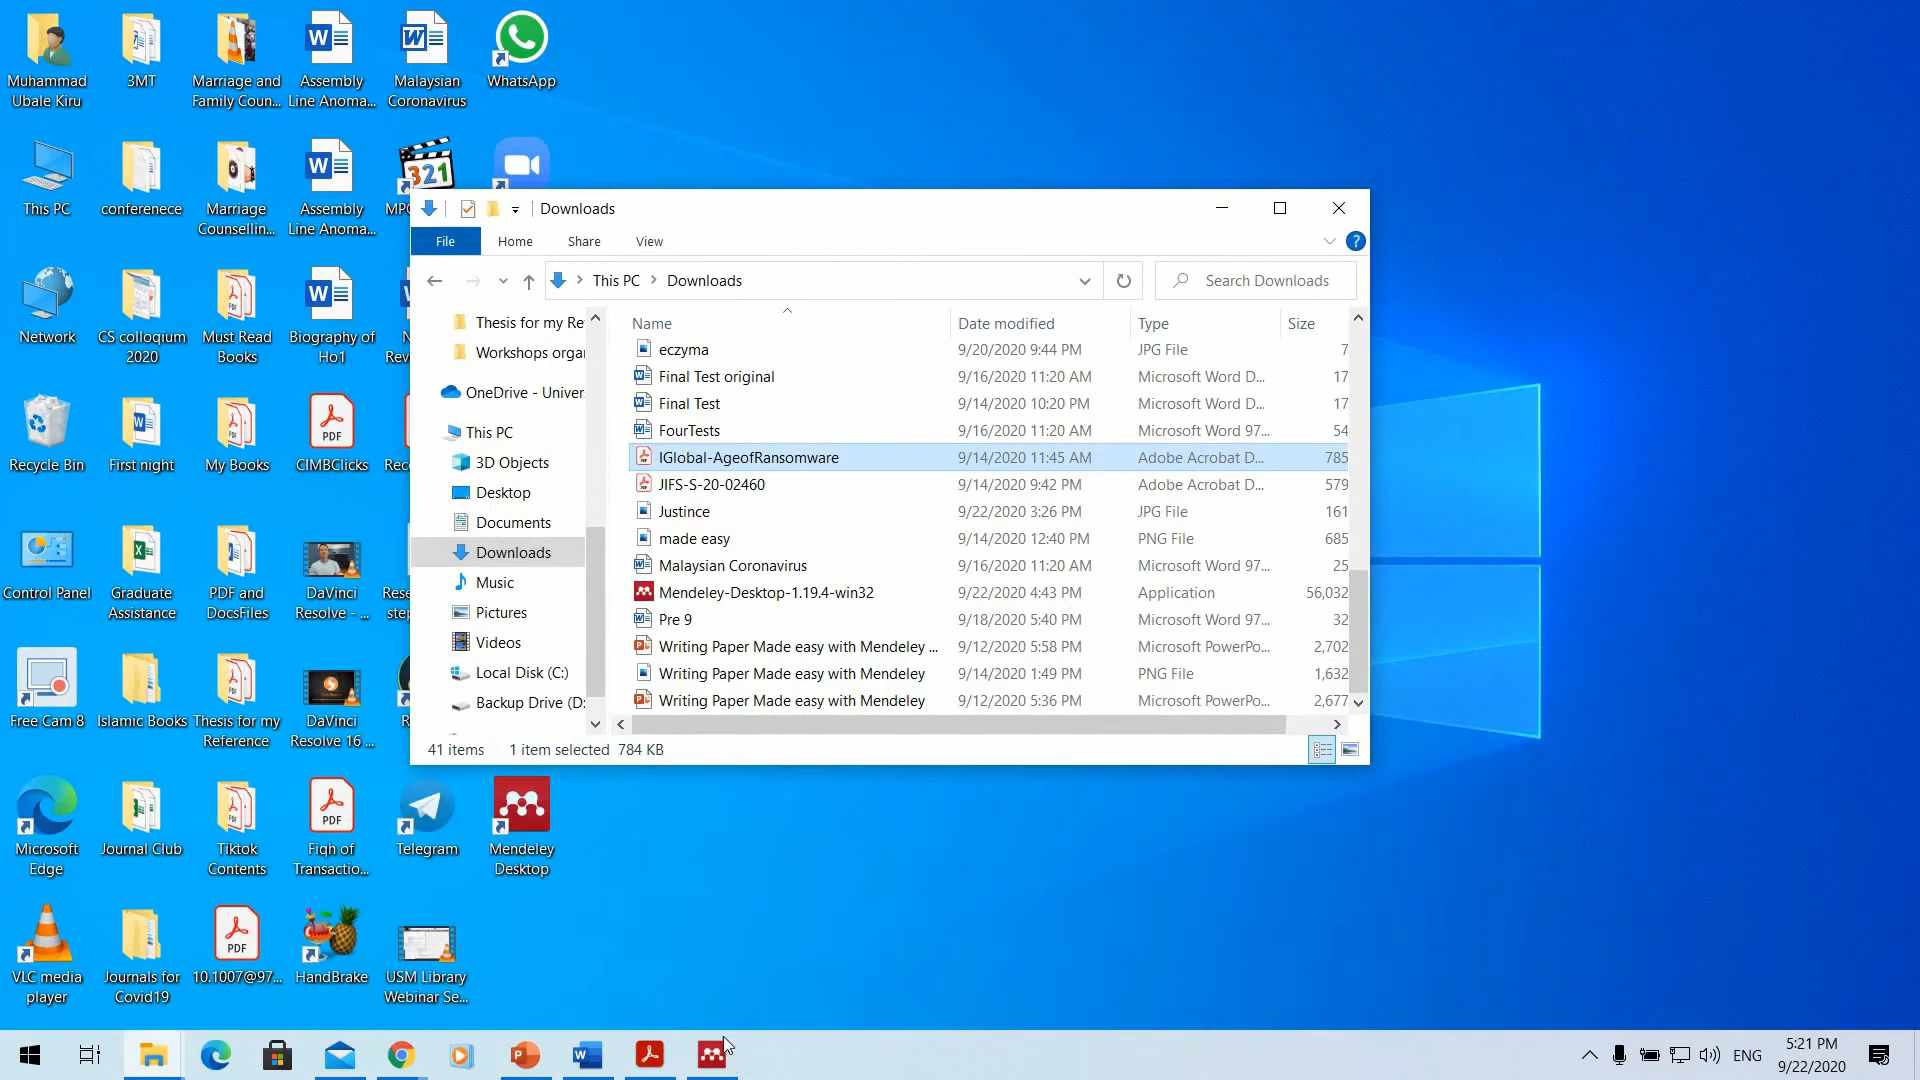 Muhammad
Ubale Kiru
3MT
Marriage and
Family Coun...
Assembly
Line Anoma...
Malaysian
Coronavirus
WhatsApp
This PC
conferenece
Marriage
Counsellin...
Assembly
Line Anoma...
321
Network
CS colloqium
2020
Must Read
Books
Biography of
Ho1
Recycle Bin
First night
My Books
PDF
CIMBClicks
Control Panel
Graduate
Assistance
PDF and
DocsFiles
DaVinci
Resolve - ...
Free Cam 8
Islamic Books
Thesis for my
Reference
DaVinci
Resolve 16 ...
Microsoft
Edge
Journal Club
Tiktok
Contents
PDF
Fiqh of
Transactio...
Telegram
Mendeley
Desktop
VLC media
player
Journals for
Covid19
PDF
10.1007@97...
HandBrake
USM Library
Webinar Se...
Downloads
File Home Share View
This PC Downloads
Search Downloads
Thesis for my Re
Workshops orga
OneDrive - Univer
This PC
3D Objects
Desktop
Documents
Downloads
Music
Pictures
Videos
Local Disk (C:)
Backup Drive (D:
Name Date modified Type Size
eczyma 9/20/2020 9:44 PM JPG File 7
Final Test original 9/16/2020 11:20 AM Microsoft Word D... 17
Final Test 9/14/2020 10:20 PM Microsoft Word D... 17
FourTests 9/16/2020 11:20 AM Microsoft Word 97... 54
IGlobal-AgeofRansomware 9/14/2020 11:45 AM Adobe Acrobat D... 785
JIFS-S-20-02460 9/14/2020 9:42 PM Adobe Acrobat D... 579
Justince 9/22/2020 3:26 PM JPG File 161
made easy 9/14/2020 12:40 PM PNG File 685
Malaysian Coronavirus 9/16/2020 11:20 AM Microsoft Word 97... 25
Mendeley-Desktop-1.19.4-win32 9/22/2020 4:43 PM Application 56,032
Pre 9 9/18/2020 5:40 PM Microsoft Word 97... 32
Writing Paper Made easy with Mendeley ... 9/12/2020 5:58 PM Microsoft PowerPo... 2,702
Writing Paper Made easy with Mendeley 9/14/2020 1:49 PM PNG File 1,632
Writing Paper Made easy with Mendeley 9/12/2020 5:36 PM Microsoft PowerPo... 2,677
41 items 1 item selected 784 KB
ENG
5:21 PM
9/22/2020